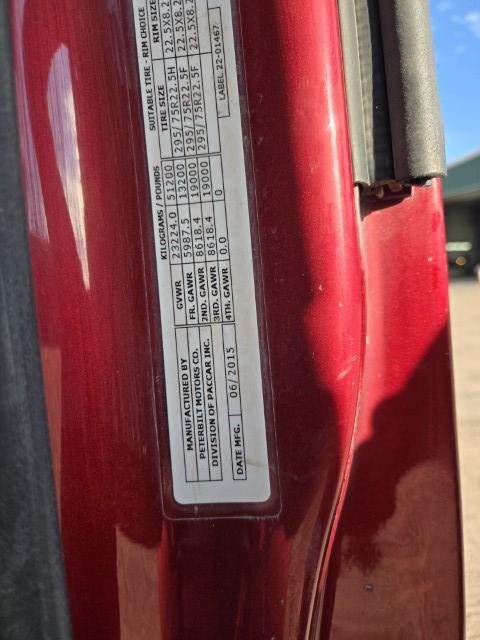 MANUFACTURED BY
PETERBILT MOTORS CO.
DIVISION OF PACCAR INC.
DATE MFG. 06/2015
KILOGRAMS / POUNDS
GVWR 23224.0 51200
FR. GAWR 5987.5 13200
2ND. GAWR 8618.4 19000
3RD. GAWR 8618.4 19000
4TH. GAWR 0.0 0
SUITABLE TIRE - RIM CHOICE
TIRE SIZE RIM SIZE
295/75R22.5H 22.5X8.2
295/75R22.5F 22.5X8.2
295/75R22.5F 22.5X8.2
LABEL 22-01467